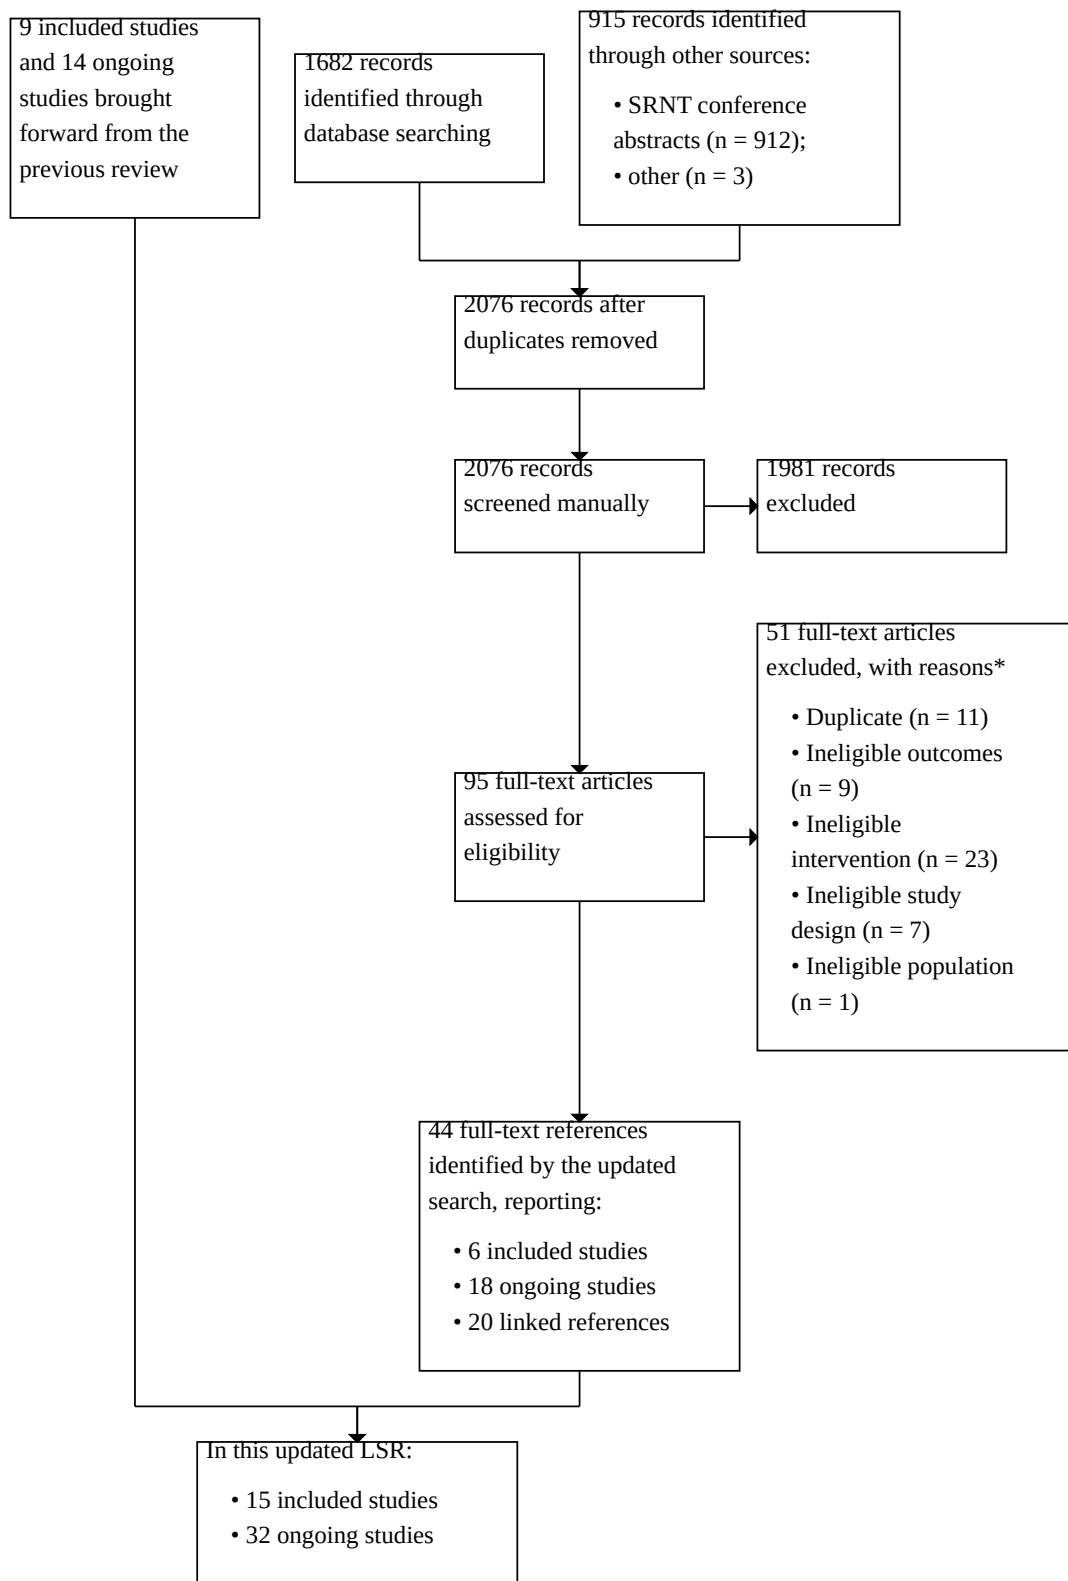 9 included studies
and 14 ongoing
studies brought
forward from the
previous review
1682 records
identified through
database searching
915 records identified
through other sources:
• SRNT conference
abstracts (n = 912);
• other (n = 3)
2076 records after
duplicates removed
2076 records
screened manually
1981 records
excluded
95 full-text articles
assessed for
eligibility
51 full-text articles
excluded, with reasons*
• Duplicate (n = 11)
• Ineligible outcomes
(n = 9)
• Ineligible
intervention (n = 23)
• Ineligible study
design (n = 7)
• Ineligible population
(n = 1)
44 full-text references
identified by the updated
search, reporting:
• 6 included studies
• 18 ongoing studies
• 20 linked references
In this updated LSR:
• 15 included studies
• 32 ongoing studies